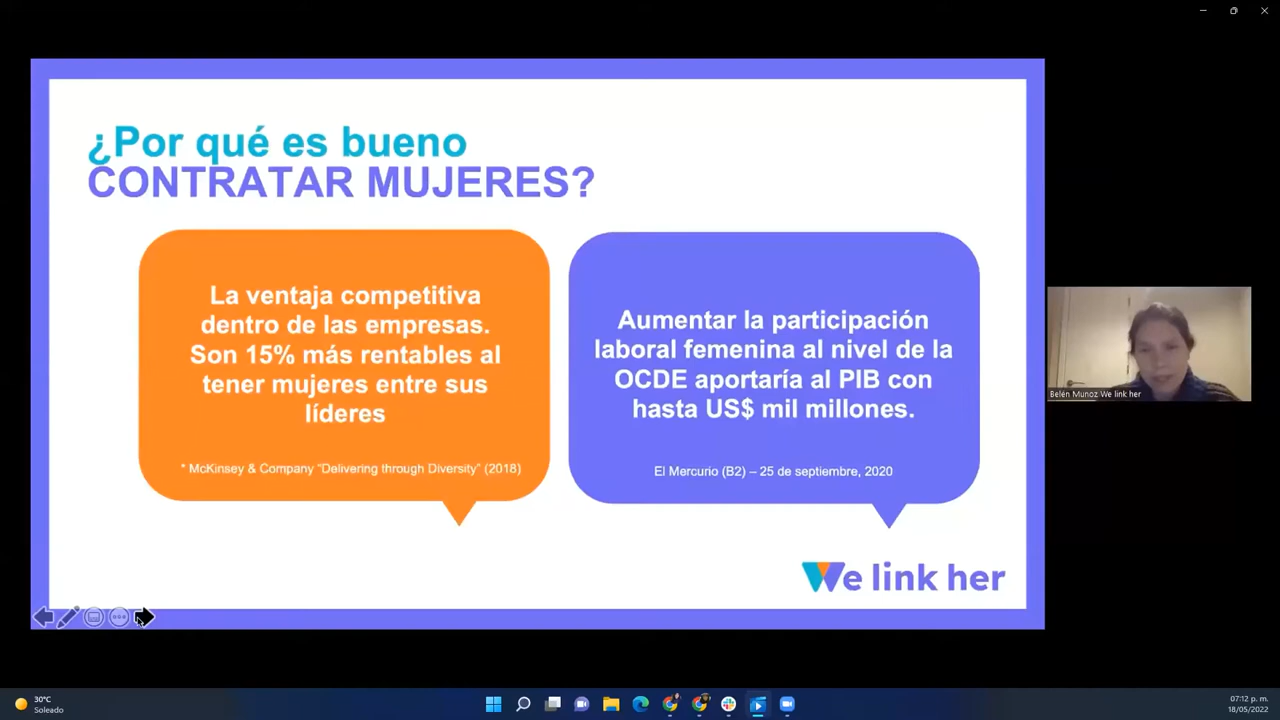 ¿Por qué es bueno
CONTRATAR MUJERES?
La ventaja competitiva
dentro de las empresas.
Son 15% más rentables al
tener mujeres entre sus
líderes
* McKinsey & Company “Delivering through Diversity” (2018)
Aumentar la participación
laboral femenina al nivel de la
OCDE aportaría al PIB con
hasta US$ mil millones.
El Mercurio (B2) – 25 de septiembre, 2020
We link her
Belén Munoz We link her
30°C
Soleado
07:12 p. m.
18/05/2022